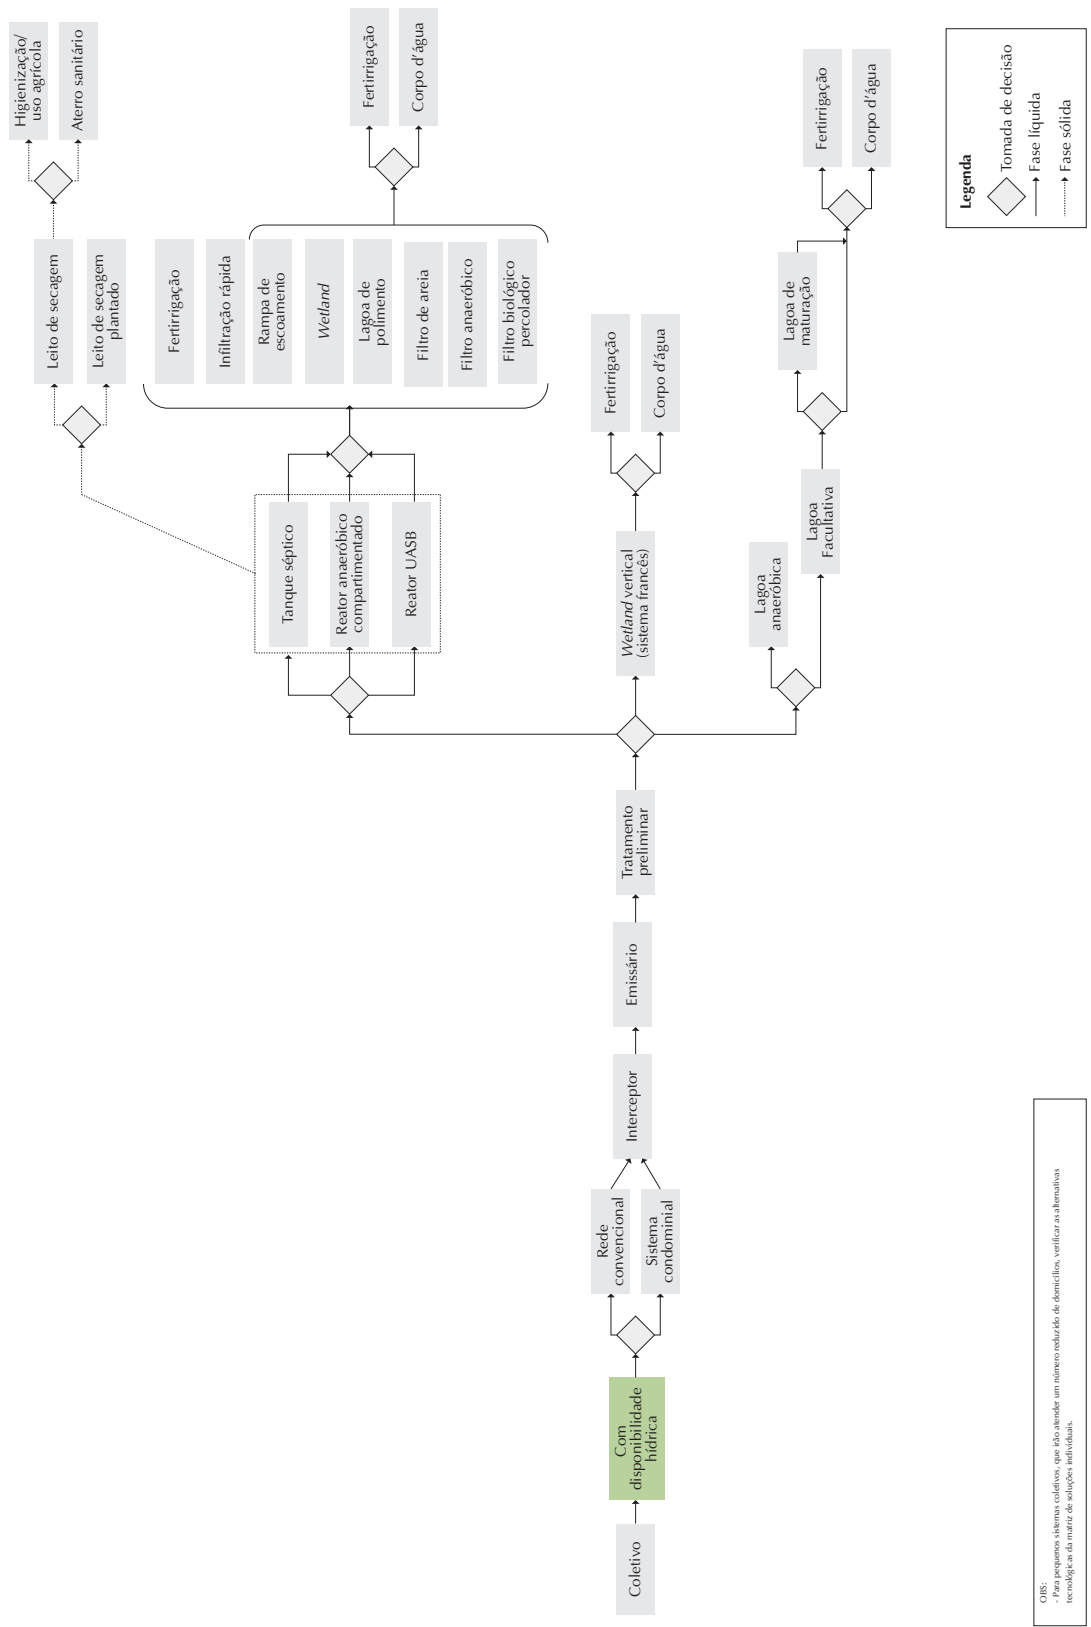 Coletivo
Com
disponibilidade
hídrica
Rede
convencional
Sistema
condominial
Interceptor
Emissário
Tratamento
preliminar
Tanque séptico
Reator anaeróbico
compartimentado
Reator UASB
Leito de secagem
Leito de secagem
plantado
Higienização/
uso agrícola
Aterro sanitário
Fertirrigação
Infiltração rápida
Rampa de
escoamento
Wetland
Lagoa de
polimento
Filtro de areia
Filtro anaeróbico
Filtro biológico
percolador
Fertirrigação
Corpo d'água
Wetland vertical
(sistema francês)
Fertirrigação
Corpo d'água
Lagoa
anaeróbica
Lagoa
Facultativa
Lagoa de
maturação
Fertirrigação
Corpo d'água
Legenda
Tomada de decisão
Fase líquida
Fase sólida
OBS:
- Para pequenos sistemas coletivos, que irão atender um número reduzido de domicílios, verificar as alternativas
tecnológicas da matriz de soluções individuais.